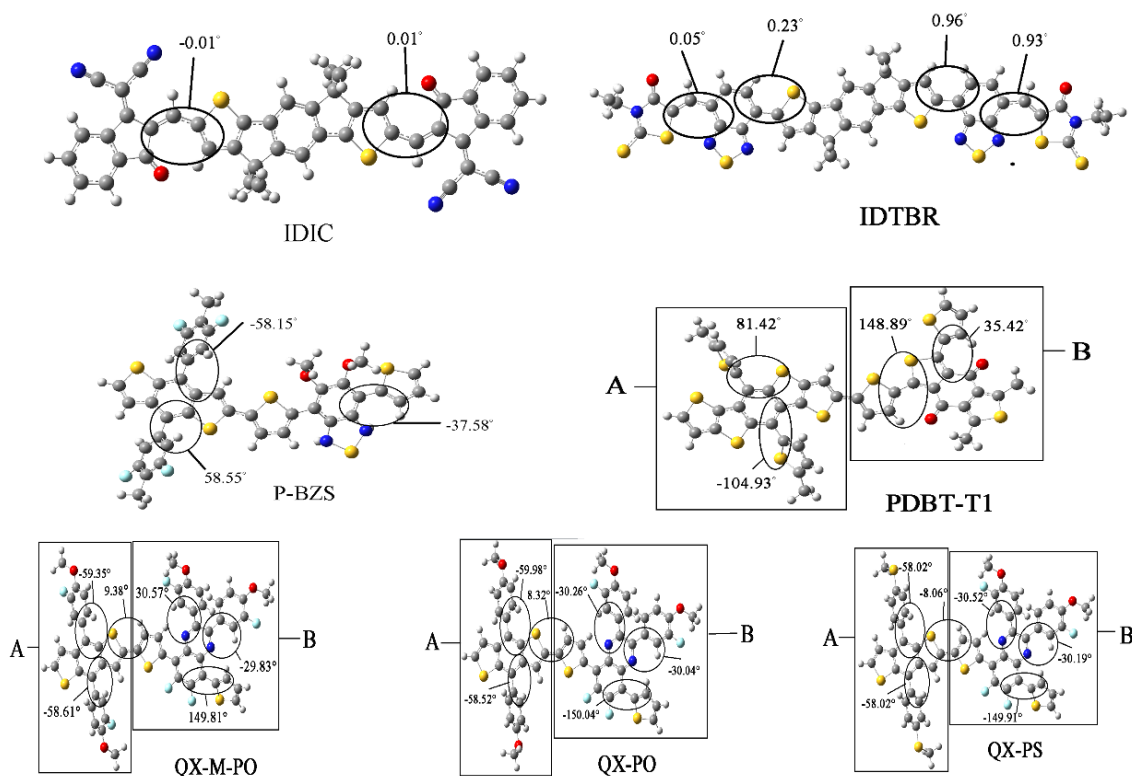 -0.01° 0.01°
IDIC
0.05° 0.23° 0.96° 0.93°
IDTBR
-58.15°
58.55°
-37.58°
P-BZS
A 81.42° 148.89° 35.42° B
-104.93°
PDBT-T1
-59.35° 9.38° 30.57°
A B
-29.83°
-58.61° 149.81°
QX-M-PO
-59.98° 8.32° -30.26°
A B
-30.04°
-58.52° -150.04°
QX-PO
-58.02° -8.06° -30.52°
A B
-30.19°
-58.02° -149.91°
QX-PS